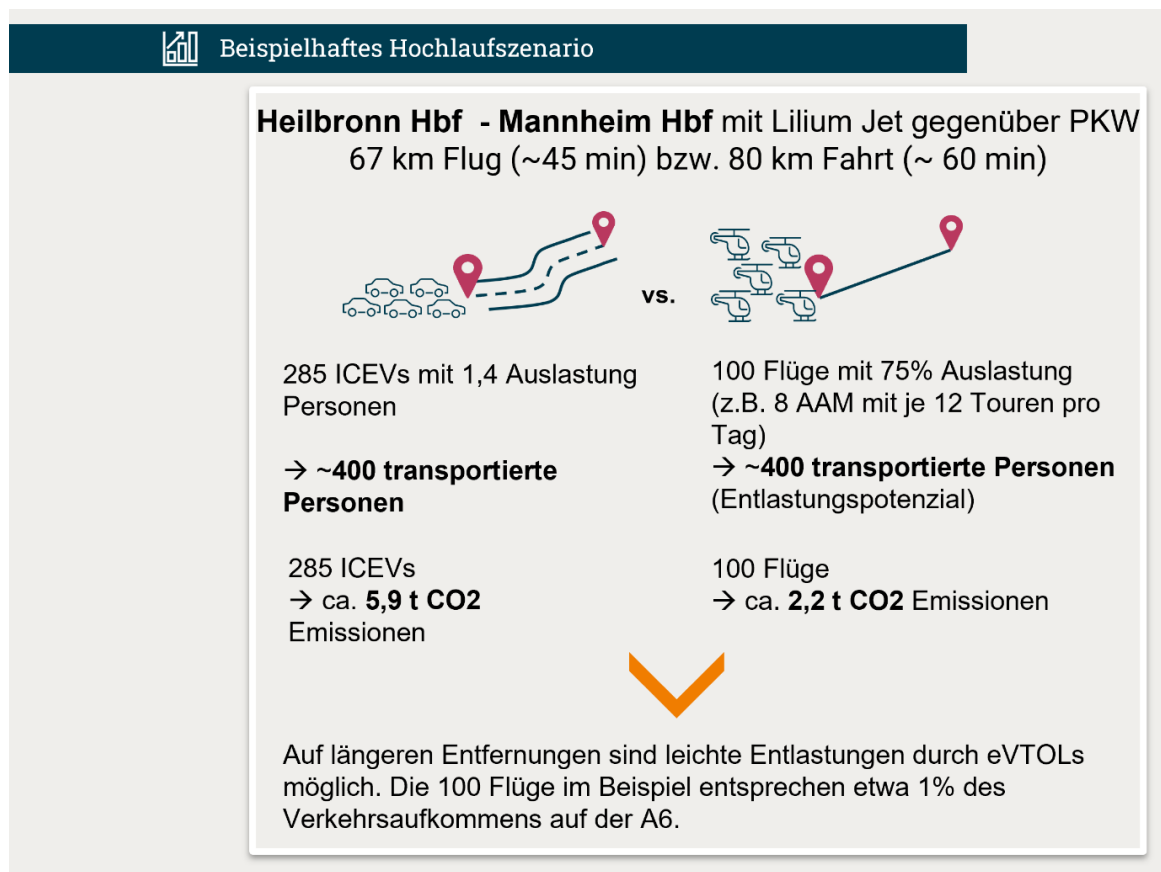 Beispielhaftes Hochlaufszenario
Heilbronn Hbf - Mannheim Hbf mit Lilium Jet gegenüber PKW
67 km Flug (~45 min) bzw. 80 km Fahrt (~ 60 min)
vs.
285 ICEVs mit 1,4 Auslastung
Personen
→ ~400 transportierte
Personen
100 Flüge mit 75% Auslastung
(z.B. 8 AAM mit je 12 Touren pro
Tag)
→ ~400 transportierte Personen
(Entlastungspotenzial)
285 ICEVs
→ ca. 5,9 t CO2
Emissionen
100 Flüge
→ ca. 2,2 t CO2 Emissionen
Auf längeren Entfernungen sind leichte Entlastungen durch eVTOLs
möglich. Die 100 Flüge im Beispiel entsprechen etwa 1% des
Verkehrsaufkommens auf der A6.